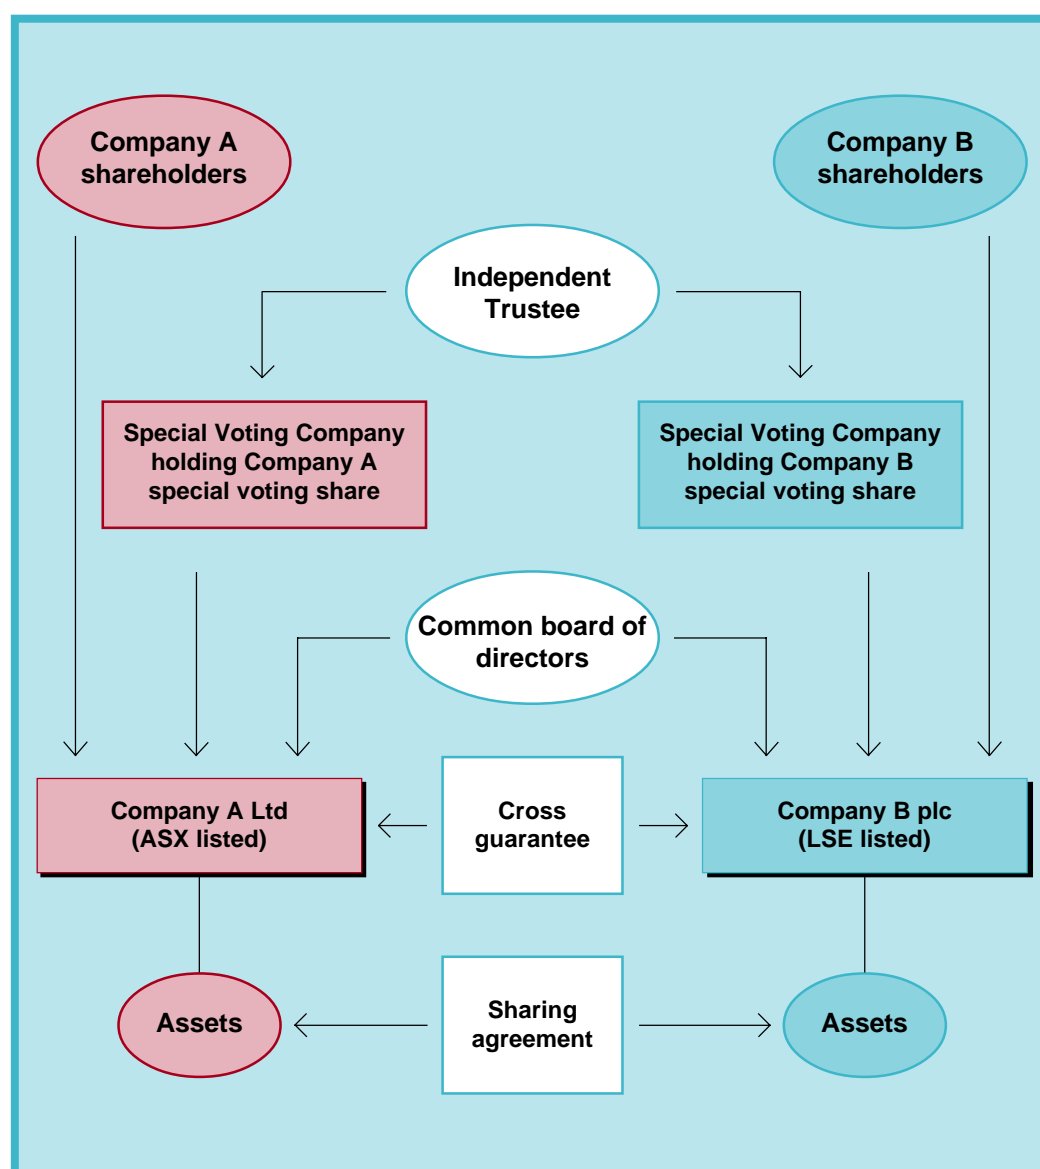 Company A
shareholders
Company B
shareholders
Independent
Trustee
Special Voting Company
holding Company A
special voting share
Special Voting Company
holding Company B
special voting share
Common board of
directors
Company A Ltd
(ASX listed)
Cross
guarantee
Company B plc
(LSE listed)
Assets
Sharing
agreement
Assets